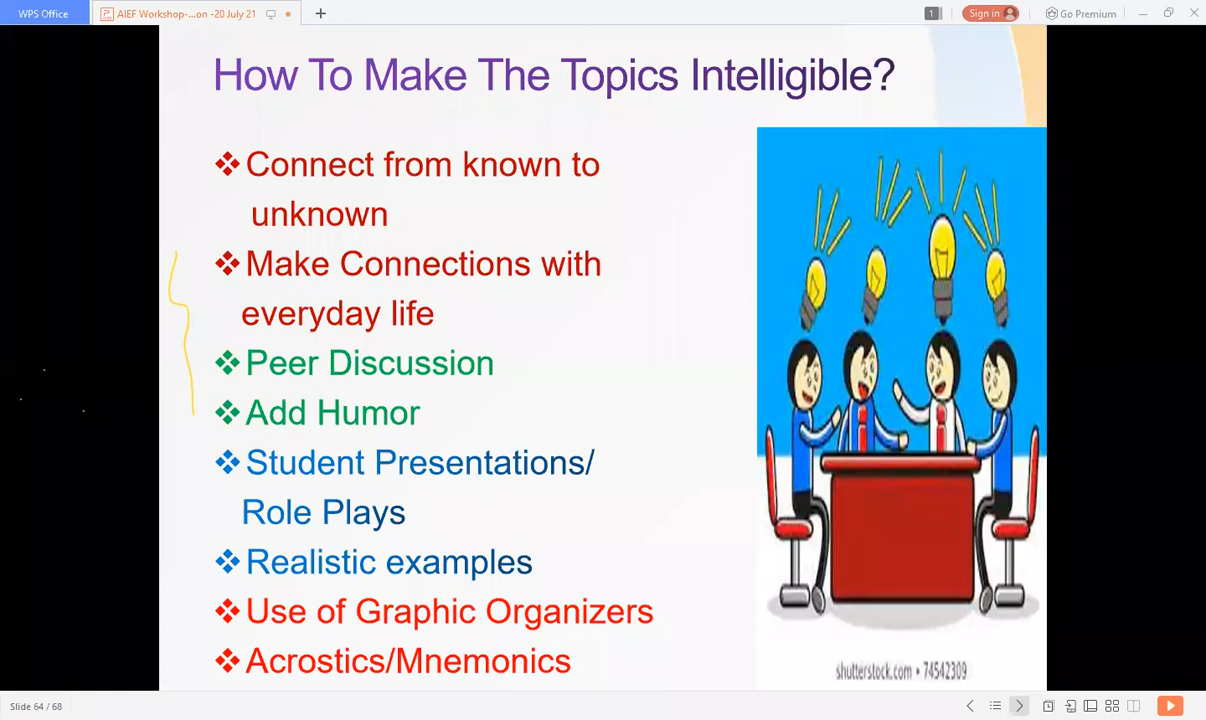 WPS Office
AIEF Workshop-...on -20 July 21
1
Sign in
Go Premium
How To Make The Topics Intelligible?
❖Connect from known to
unknown
❖Make Connections with
everyday life
❖Peer Discussion
❖Add Humor
❖Student Presentations/
Role Plays
❖Realistic examples
❖Use of Graphic Organizers
❖Acrostics/Mnemonics
shutterstock.com • 74542309
Slide 64 / 68